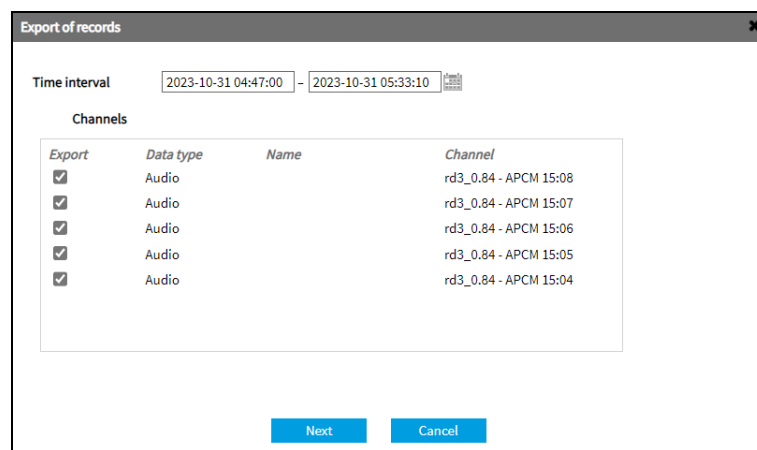 Export of records
Time interval 2023-10-31 04:47:00 – 2023-10-31 05:33:10
Channels
Export Data type Name Channel
Audio rd3_0.84 - APCM 15:08
Audio rd3_0.84 - APCM 15:07
Audio rd3_0.84 - APCM 15:06
Audio rd3_0.84 - APCM 15:05
Audio rd3_0.84 - APCM 15:04
Next Cancel